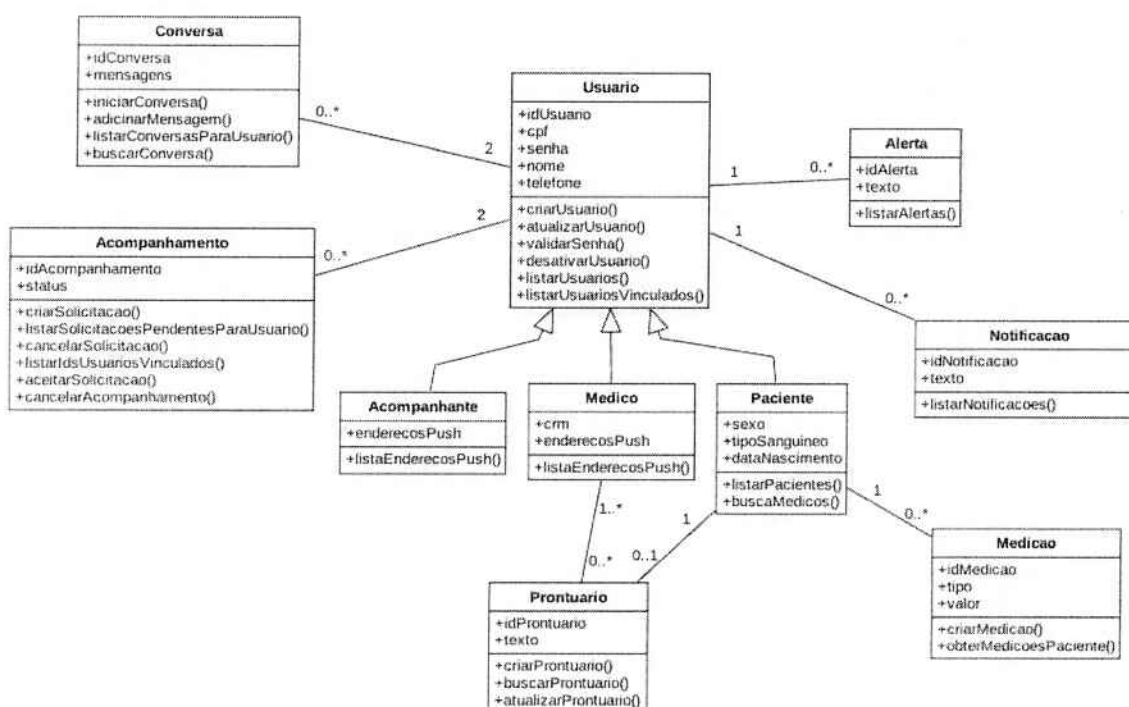 Conversa
+idConversa
+mensagens
+iniciarConversa()
+adicinarMensagem()
+listarConversasParaUsuario()
+buscarConversa()
0..*
2
Usuario
+idUsuario
+cpf
+senha
+nome
+telefone
+criarUsuario()
+atualizarUsuario()
+validarSenha()
+desativarUsuario()
+listarUsuarios()
+listarUsuariosVinculados()
1
0..*
Alerta
+idAlerta
+texto
+listarAlertas()
Acompanhamento
+idAcompanhamento
+status
+criarSolicitacao()
+listarSolicitacoesPendentesParaUsuario()
+cancelarSolicitacao()
+listarIdsUsuariosVinculados()
+aceitarSolicitacao()
+cancelarAcompanhamento()
0..*
2
1
0..*
Notificacao
+idNotificacao
+texto
+listarNotificacoes()
Acompanhante
+enderecosPush
+listaEnderecosPush()
Medico
+crm
+enderecosPush
+listaEnderecosPush()
Paciente
+sexo
+tipoSanguineo
+dataNascimento
+listarPacientes()
+buscaMedicos()
1..*
0..*
1
0..1
1
0..*
Medicao
+idMedicao
+tipo
+valor
+criarMedicao()
+obterMedicoesPaciente()
Prontuario
+idProntuario
+texto
+criarProntuario()
+buscarProntuario()
+atualizarProntuario()